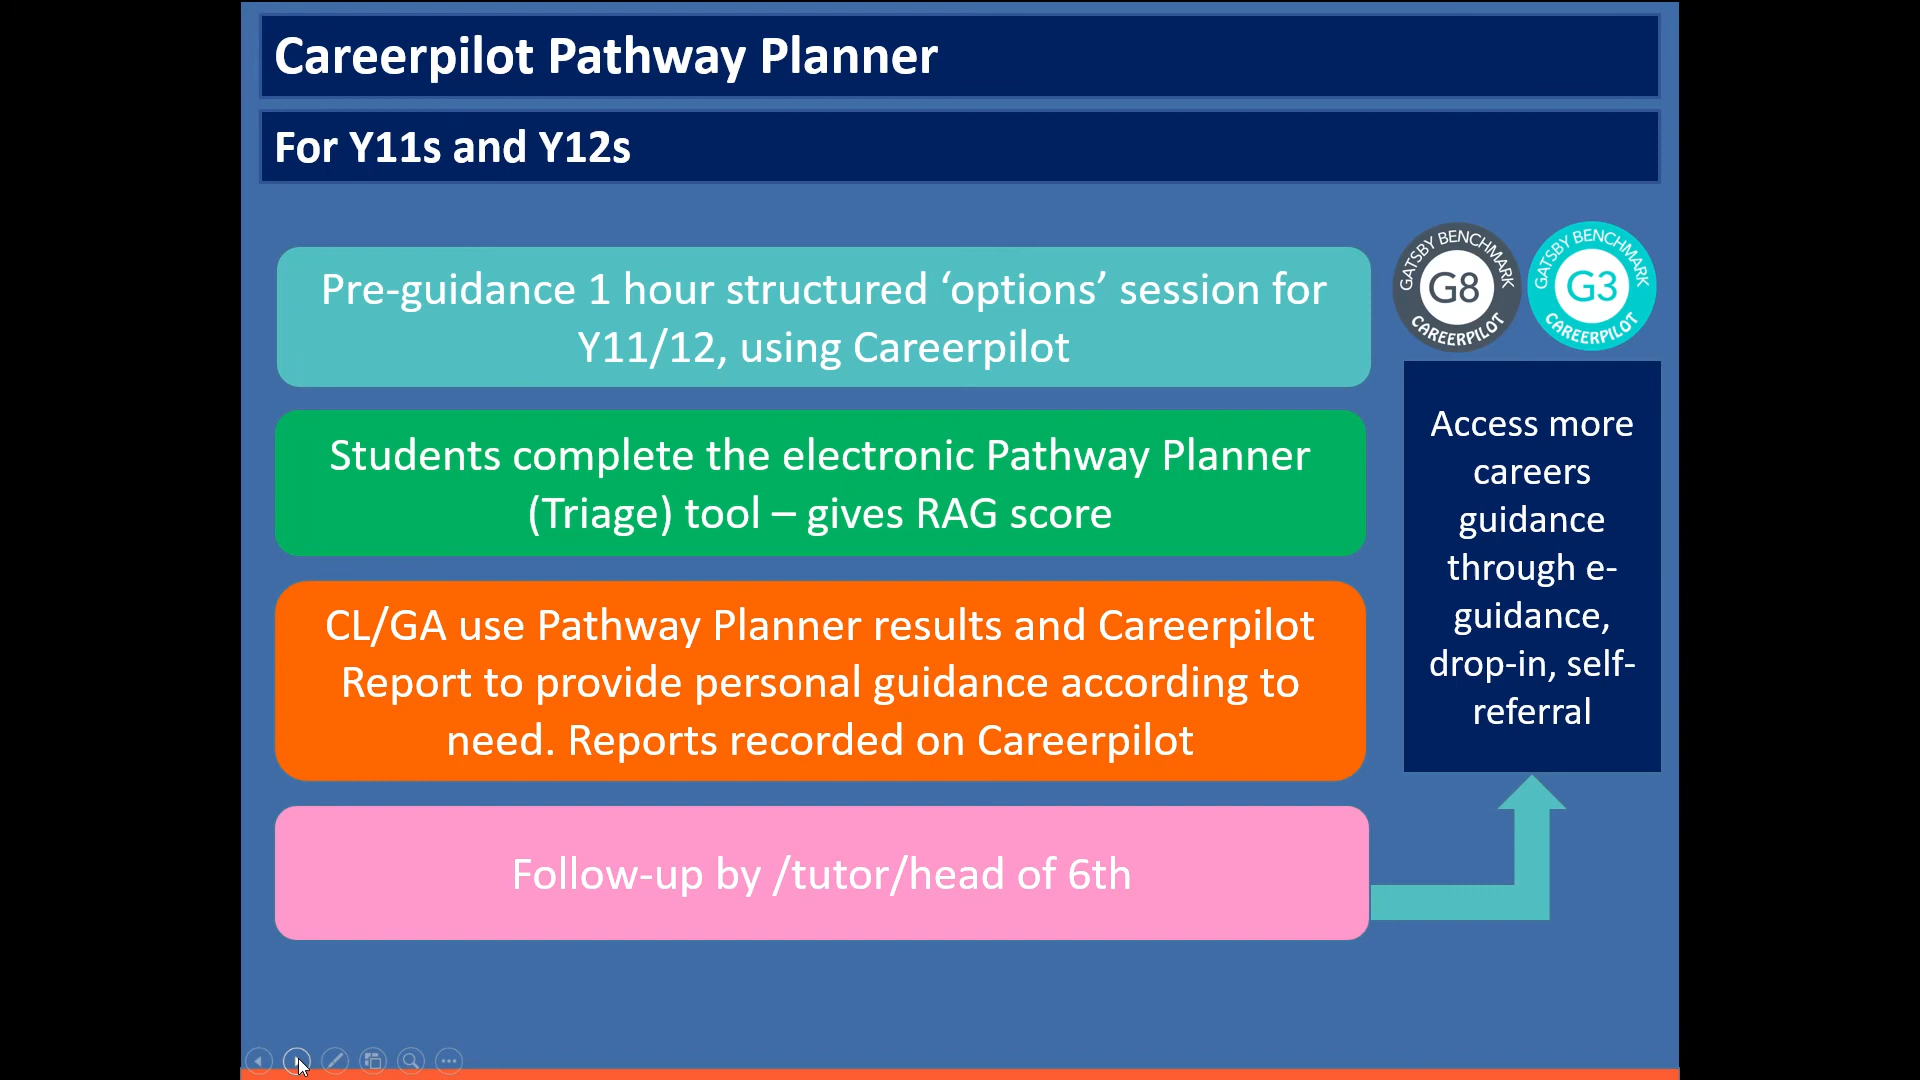 Careerpilot Pathway Planner
For Y11s and Y12s
Pre-guidance 1 hour structured ‘options’ session for
Y11/12, using Careerpilot
Students complete the electronic Pathway Planner
(Triage) tool – gives RAG score
CL/GA use Pathway Planner results and Careerpilot
Report to provide personal guidance according to
need. Reports recorded on Careerpilot
Follow-up by /tutor/head of 6th
GATSBY BENCHMARK
G8
CAREERPILOT
GATSBY BENCHMARK
G3
CAREERPILOT
Access more
careers
guidance
through e-
guidance,
drop-in, self-
referral